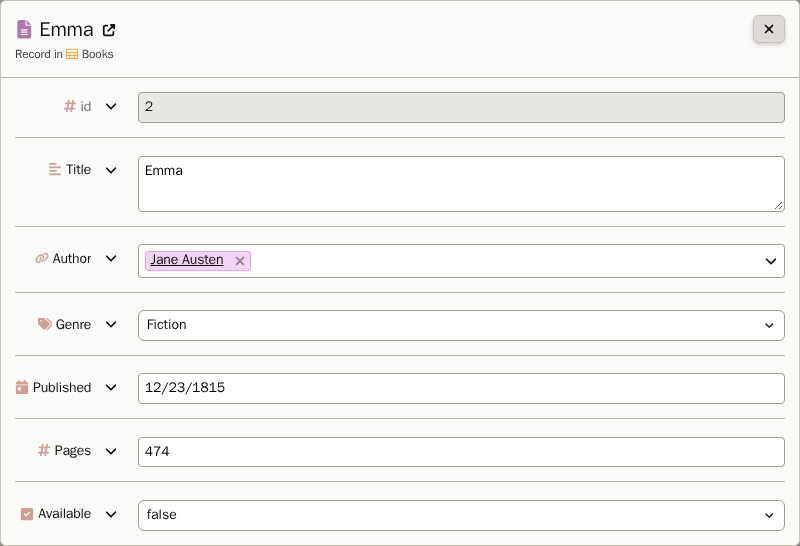 Emma
Record in Books
id
2
Title
Emma
Author
Jane Austen
Genre
Fiction
Published
12/23/1815
Pages
474
Available
false